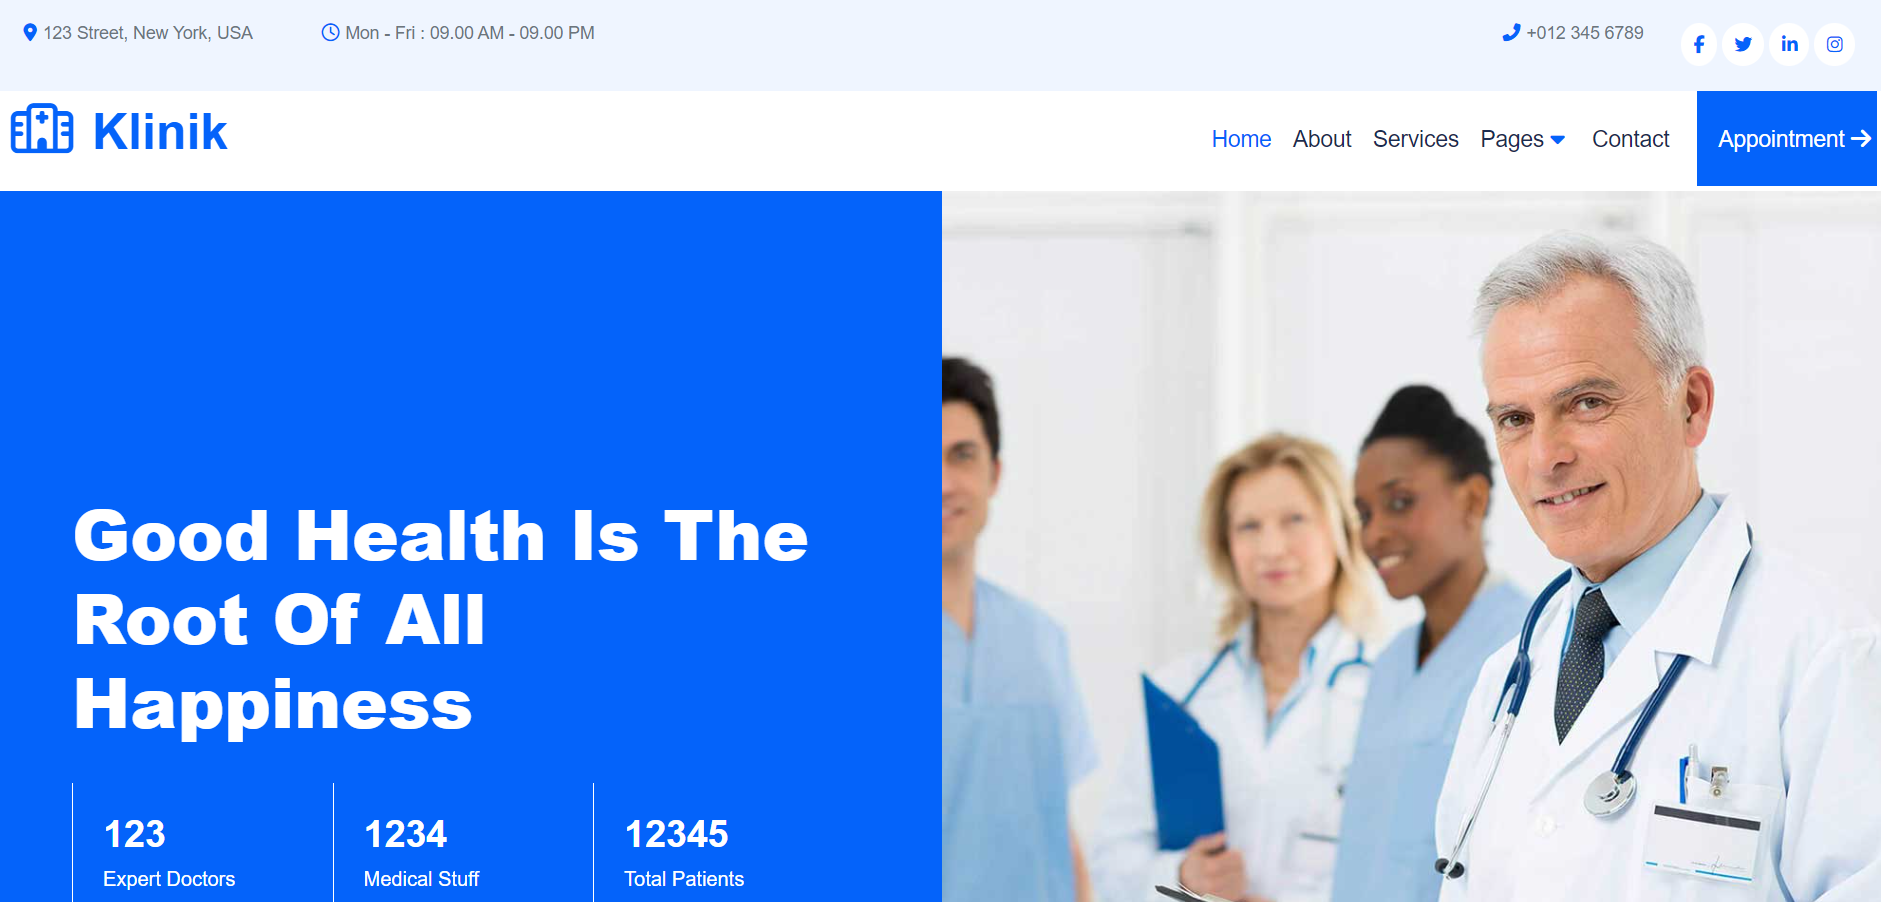 123 Street, New York, USA
Mon - Fri : 09.00 AM - 09.00 PM
+012 345 6789
Klinik
Home
About
Services
Pages
Contact
Appointment
Good Health Is The
Root Of All
Happiness
123
Expert Doctors
1234
Medical Stuff
12345
Total Patients